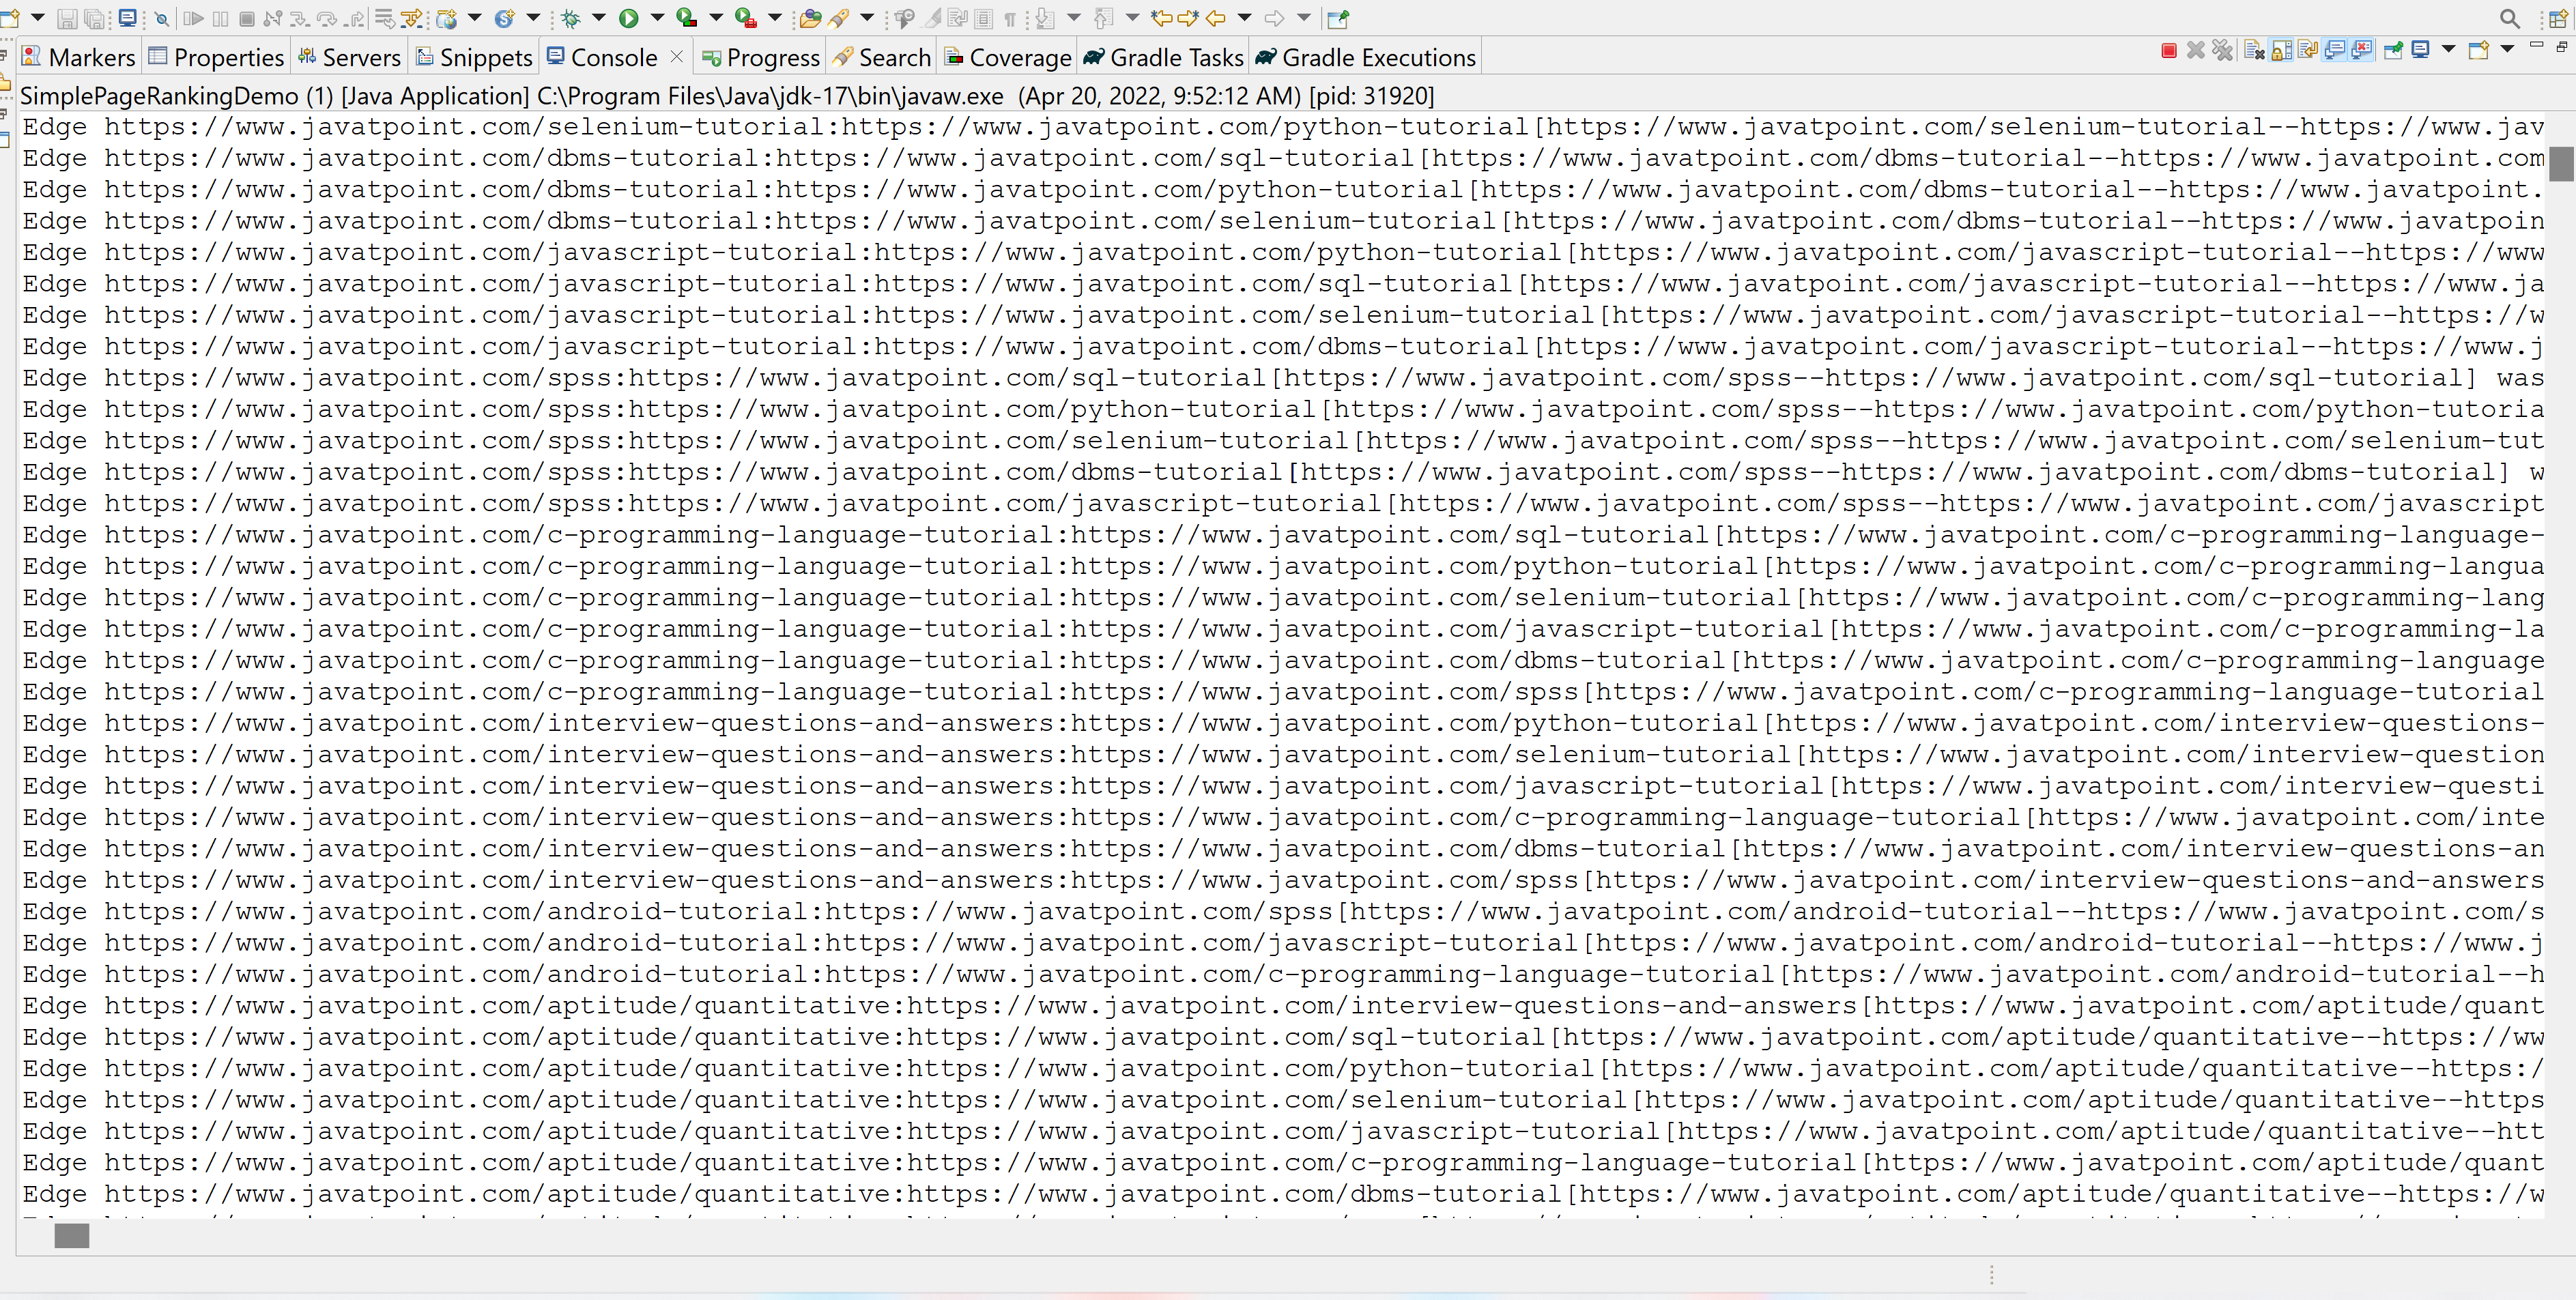 Markers Properties Servers Snippets Console Progress Search Coverage Gradle Tasks Gradle Executions
SimplePageRankingDemo (1) [Java Application] C:\Program Files\Java\jdk-17\bin\javaw.exe (Apr 20, 2022, 9:52:12 AM) [pid: 31920]
Edge https://www.javatpoint.com/selenium-tutorial:https://www.javatpoint.com/python-tutorial[https://www.javatpoint.com/selenium-tutorial--https://www.jav
Edge https://www.javatpoint.com/dbms-tutorial:https://www.javatpoint.com/sql-tutorial[https://www.javatpoint.com/dbms-tutorial--https://www.javatpoint.com
Edge https://www.javatpoint.com/dbms-tutorial:https://www.javatpoint.com/python-tutorial[https://www.javatpoint.com/dbms-tutorial--https://www.javatpoint.
Edge https://www.javatpoint.com/dbms-tutorial:https://www.javatpoint.com/selenium-tutorial[https://www.javatpoint.com/dbms-tutorial--https://www.javatpoin
Edge https://www.javatpoint.com/javascript-tutorial:https://www.javatpoint.com/python-tutorial[https://www.javatpoint.com/javascript-tutorial--https://www
Edge https://www.javatpoint.com/javascript-tutorial:https://www.javatpoint.com/sql-tutorial[https://www.javatpoint.com/javascript-tutorial--https://www.ja
Edge https://www.javatpoint.com/javascript-tutorial:https://www.javatpoint.com/selenium-tutorial[https://www.javatpoint.com/javascript-tutorial--https://w
Edge https://www.javatpoint.com/javascript-tutorial:https://www.javatpoint.com/dbms-tutorial[https://www.javatpoint.com/javascript-tutorial--https://www.j
Edge https://www.javatpoint.com/spss:https://www.javatpoint.com/sql-tutorial[https://www.javatpoint.com/spss--https://www.javatpoint.com/sql-tutorial] was
Edge https://www.javatpoint.com/spss:https://www.javatpoint.com/python-tutorial[https://www.javatpoint.com/spss--https://www.javatpoint.com/python-tutoria
Edge https://www.javatpoint.com/spss:https://www.javatpoint.com/selenium-tutorial[https://www.javatpoint.com/spss--https://www.javatpoint.com/selenium-tut
Edge https://www.javatpoint.com/spss:https://www.javatpoint.com/dbms-tutorial[https://www.javatpoint.com/spss--https://www.javatpoint.com/dbms-tutorial] w
Edge https://www.javatpoint.com/spss:https://www.javatpoint.com/javascript-tutorial[https://www.javatpoint.com/spss--https://www.javatpoint.com/javascript
Edge https://www.javatpoint.com/c-programming-language-tutorial:https://www.javatpoint.com/sql-tutorial[https://www.javatpoint.com/c-programming-language-
Edge https://www.javatpoint.com/c-programming-language-tutorial:https://www.javatpoint.com/python-tutorial[https://www.javatpoint.com/c-programming-langua
Edge https://www.javatpoint.com/c-programming-language-tutorial:https://www.javatpoint.com/selenium-tutorial[https://www.javatpoint.com/c-programming-lang
Edge https://www.javatpoint.com/c-programming-language-tutorial:https://www.javatpoint.com/javascript-tutorial[https://www.javatpoint.com/c-programming-la
Edge https://www.javatpoint.com/c-programming-language-tutorial:https://www.javatpoint.com/dbms-tutorial[https://www.javatpoint.com/c-programming-language
Edge https://www.javatpoint.com/c-programming-language-tutorial:https://www.javatpoint.com/spss[https://www.javatpoint.com/c-programming-language-tutorial
Edge https://www.javatpoint.com/interview-questions-and-answers:https://www.javatpoint.com/python-tutorial[https://www.javatpoint.com/interview-questions-
Edge https://www.javatpoint.com/interview-questions-and-answers:https://www.javatpoint.com/selenium-tutorial[https://www.javatpoint.com/interview-question
Edge https://www.javatpoint.com/interview-questions-and-answers:https://www.javatpoint.com/javascript-tutorial[https://www.javatpoint.com/interview-questi
Edge https://www.javatpoint.com/interview-questions-and-answers:https://www.javatpoint.com/c-programming-language-tutorial[https://www.javatpoint.com/inte
Edge https://www.javatpoint.com/interview-questions-and-answers:https://www.javatpoint.com/dbms-tutorial[https://www.javatpoint.com/interview-questions-an
Edge https://www.javatpoint.com/interview-questions-and-answers:https://www.javatpoint.com/spss[https://www.javatpoint.com/interview-questions-and-answers
Edge https://www.javatpoint.com/android-tutorial:https://www.javatpoint.com/spss[https://www.javatpoint.com/android-tutorial--https://www.javatpoint.com/s
Edge https://www.javatpoint.com/android-tutorial:https://www.javatpoint.com/javascript-tutorial[https://www.javatpoint.com/android-tutorial--https://www.j
Edge https://www.javatpoint.com/android-tutorial:https://www.javatpoint.com/c-programming-language-tutorial[https://www.javatpoint.com/android-tutorial--h
Edge https://www.javatpoint.com/aptitude/quantitative:https://www.javatpoint.com/interview-questions-and-answers[https://www.javatpoint.com/aptitude/quant
Edge https://www.javatpoint.com/aptitude/quantitative:https://www.javatpoint.com/sql-tutorial[https://www.javatpoint.com/aptitude/quantitative--https://ww
Edge https://www.javatpoint.com/aptitude/quantitative:https://www.javatpoint.com/python-tutorial[https://www.javatpoint.com/aptitude/quantitative--https:/
Edge https://www.javatpoint.com/aptitude/quantitative:https://www.javatpoint.com/selenium-tutorial[https://www.javatpoint.com/aptitude/quantitative--https
Edge https://www.javatpoint.com/aptitude/quantitative:https://www.javatpoint.com/javascript-tutorial[https://www.javatpoint.com/aptitude/quantitative--htt
Edge https://www.javatpoint.com/aptitude/quantitative:https://www.javatpoint.com/c-programming-language-tutorial[https://www.javatpoint.com/aptitude/quant
Edge https://www.javatpoint.com/aptitude/quantitative:https://www.javatpoint.com/dbms-tutorial[https://www.javatpoint.com/aptitude/quantitative--https://w